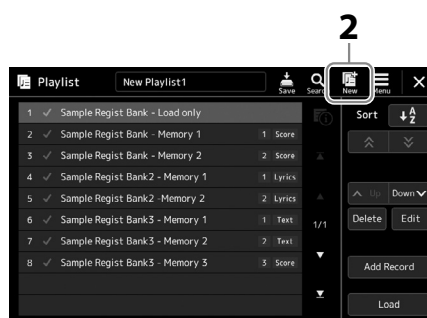 2
Playlist New Playlist1 Save Search New Menu
1 Sample Regist Bank - Load only
2 Sample Regist Bank - Memory 1 1 Score
3 Sample Regist Bank - Memory 2 2 Score
4 Sample Regist Bank2 - Memory 1 1 Lyrics
5 Sample Regist Bank2 -Memory 2 2 Lyrics
6 Sample Regist Bank3 - Memory 1 1 Text
7 Sample Regist Bank3 - Memory 2 2 Text
8 Sample Regist Bank3 - Memory 3 3 Score
1/1
Sort AZ
Up Down
Delete Edit
Add Record
Load